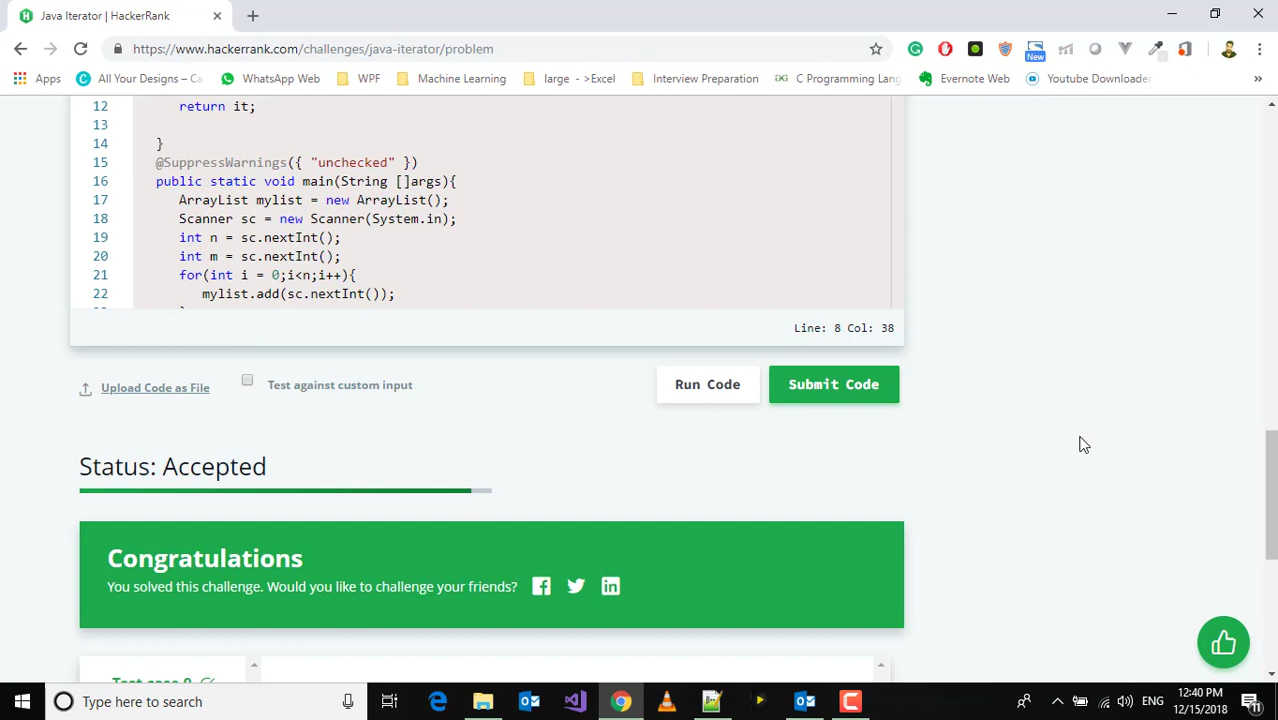 Java Iterator | HackerRank
https://www.hackerrank.com/challenges/java-iterator/problem
New
Apps
All Your Designs – Ca
WhatsApp Web
WPF
Machine Learning
large ->Excel
Interview Preparation
C Programming Lang
Evernote Web
Youtube Downloader
»
12 return it;
13
14 }
15 @SuppressWarnings({ "unchecked" })
16 public static void main(String []args){
17 ArrayList mylist = new ArrayList();
18 Scanner sc = new Scanner(System.in);
19 int n = sc.nextInt();
20 int m = sc.nextInt();
21 for(int i = 0;i<n;i++){
22 mylist.add(sc.nextInt());
Line: 8 Col: 38
Upload Code as File
Test against custom input
Run Code
Submit Code
Status: Accepted
Congratulations
You solved this challenge. Would you like to challenge your friends?
Test case 0
Type here to search
ENG
12:40 PM
12/15/2018
11